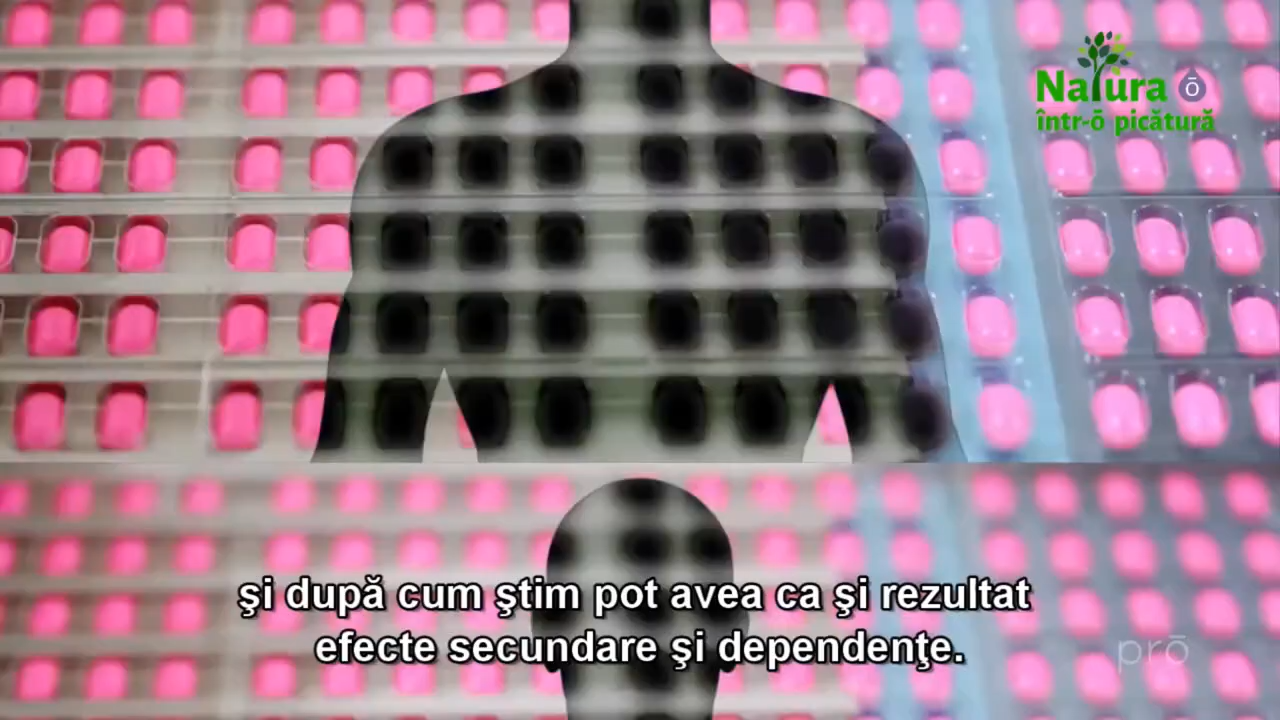 Natura ō
într-ō picătură
şi după cum ştim pot avea ca şi rezultat
efecte secundare şi dependenţe.
prō